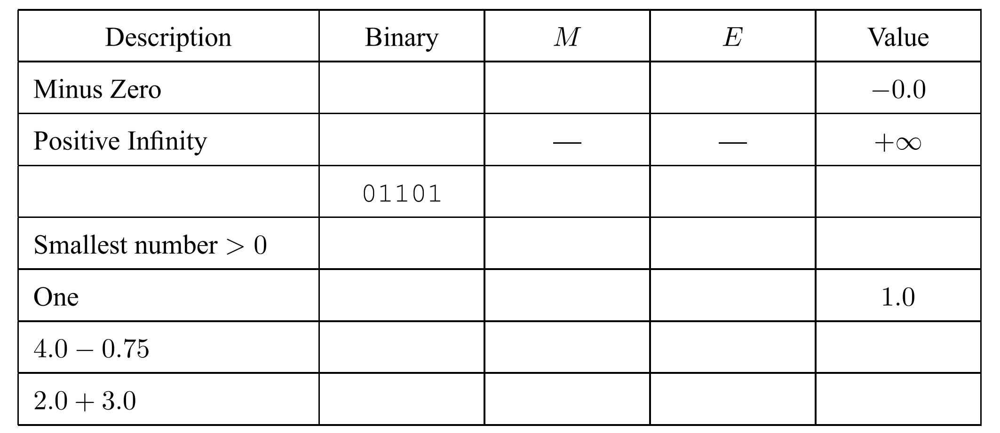 Description Binary M E Value
Minus Zero −0.0
Positive Infinity — — +∞
01101
Smallest number > 0
One 1.0
4.0 − 0.75
2.0 + 3.0